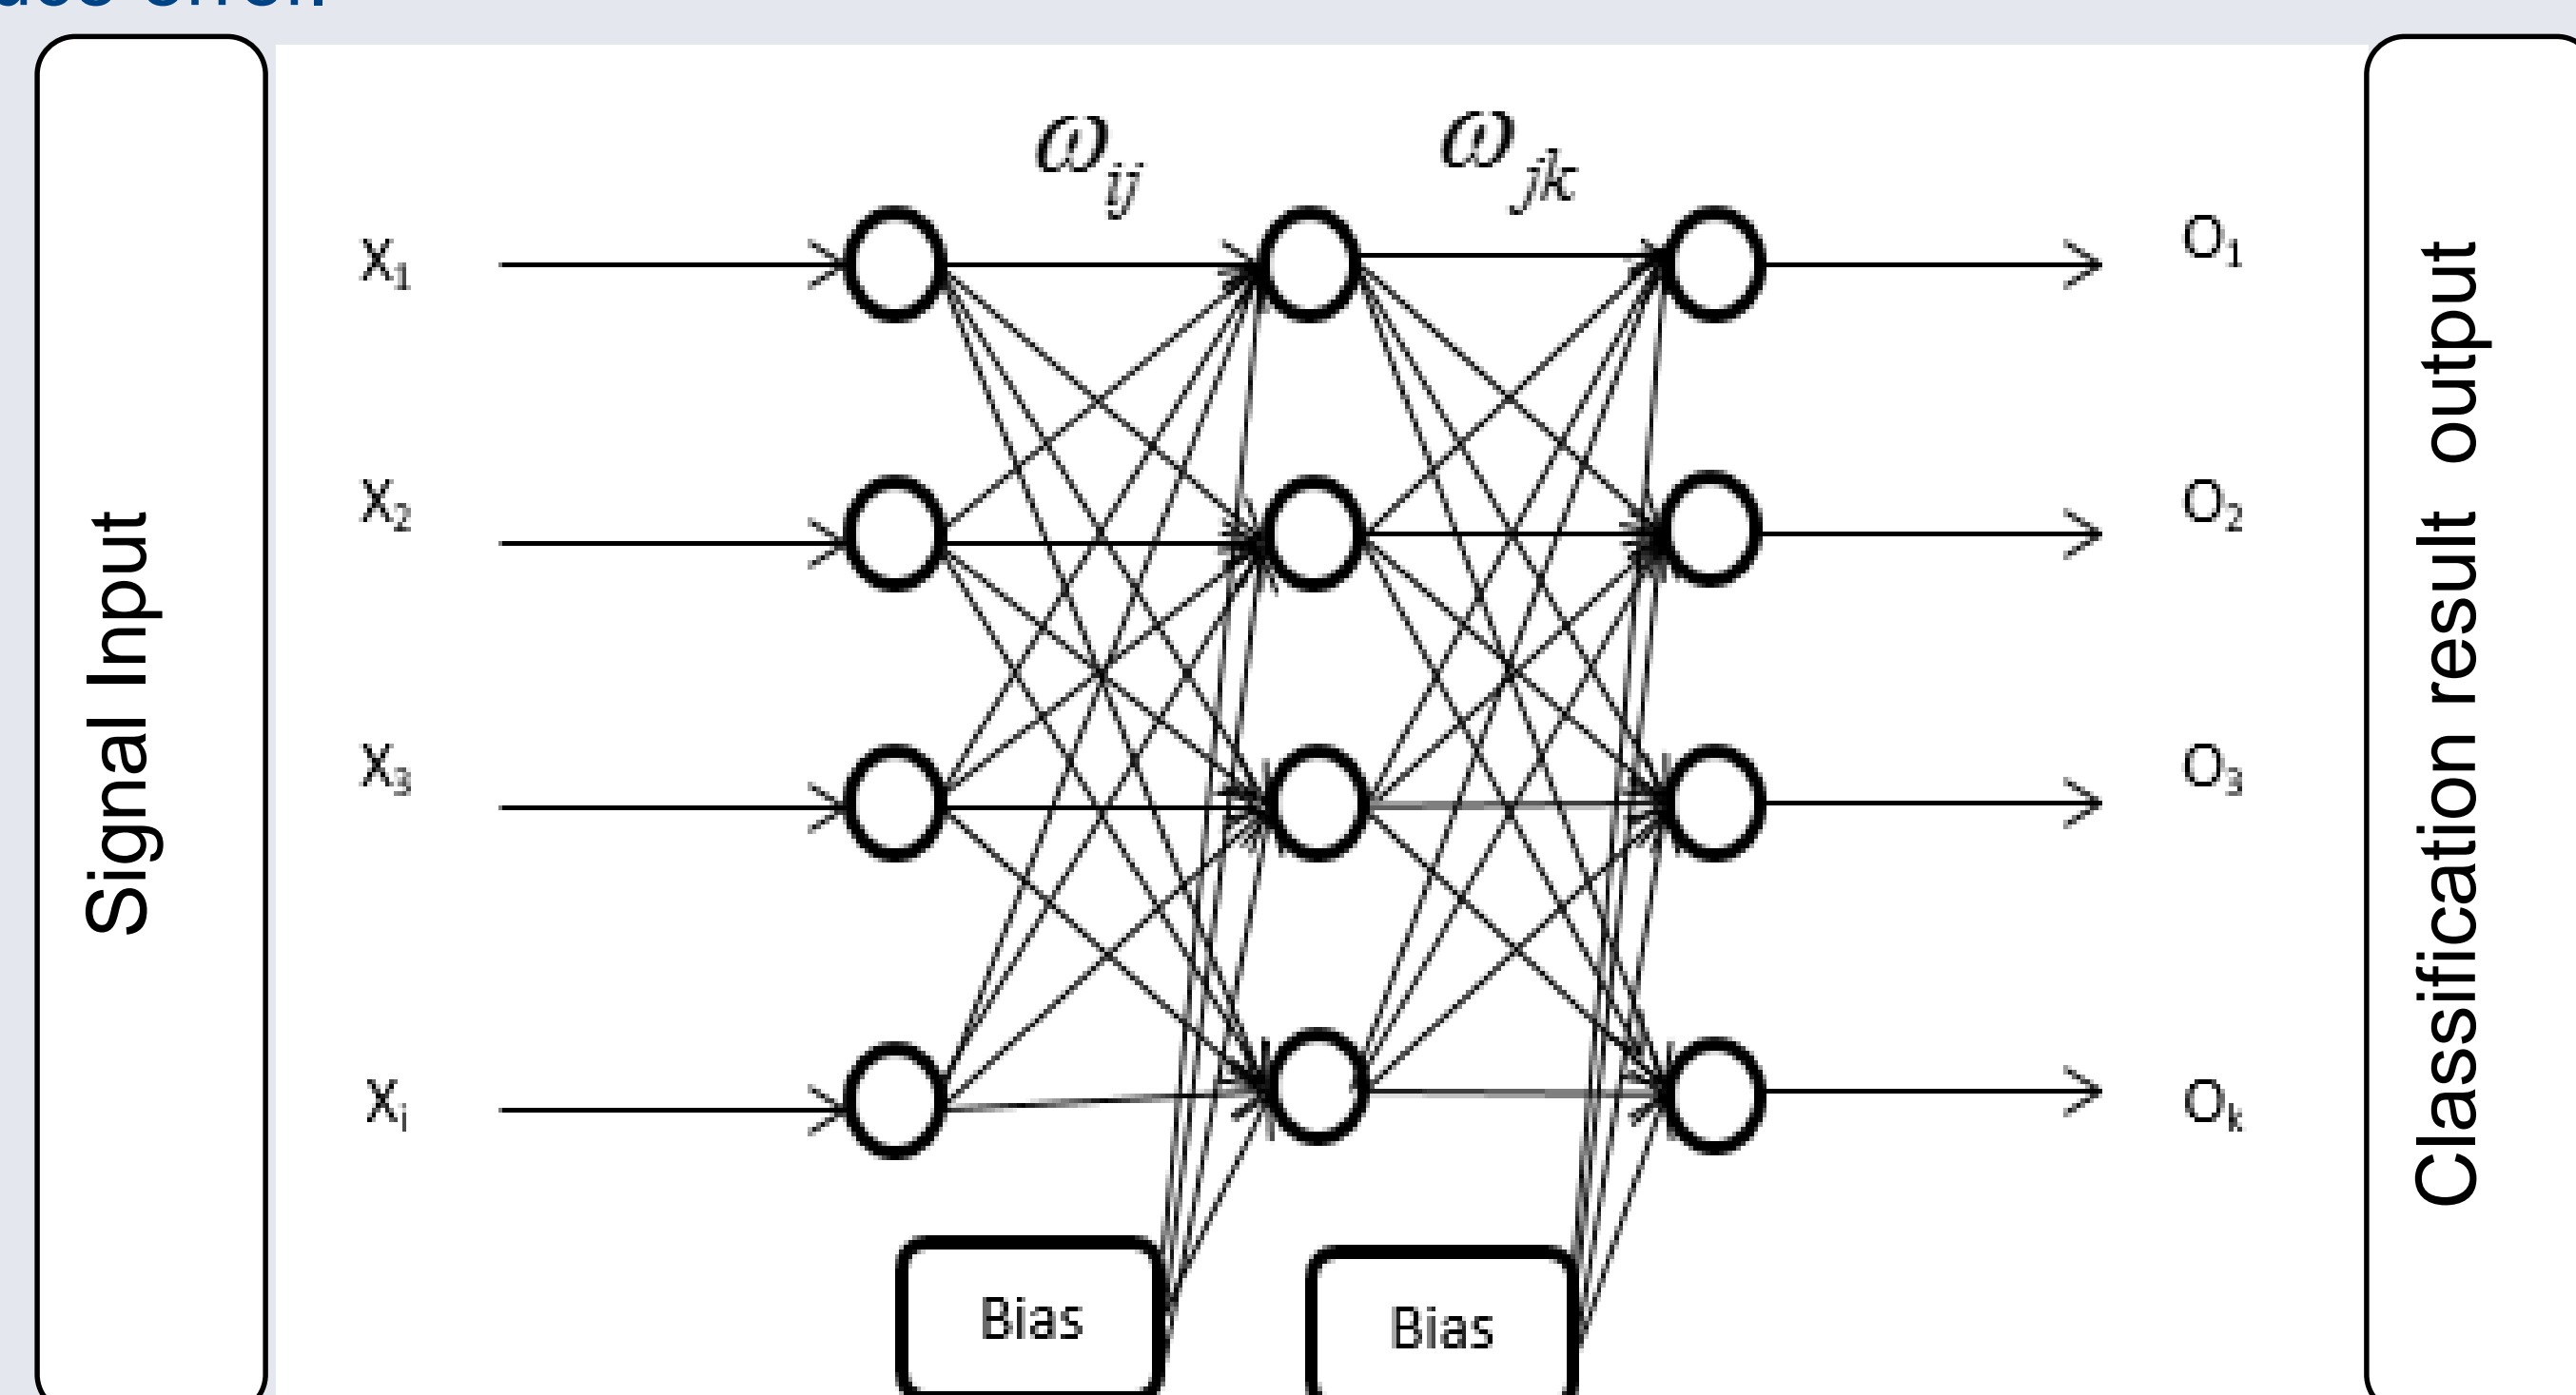 Signal Input
ω_ij
ω_jk
X₁
O₁
X₂
O₂
X₃
O₃
Xᵢ
Oₖ
Bias
Bias
Classification result output